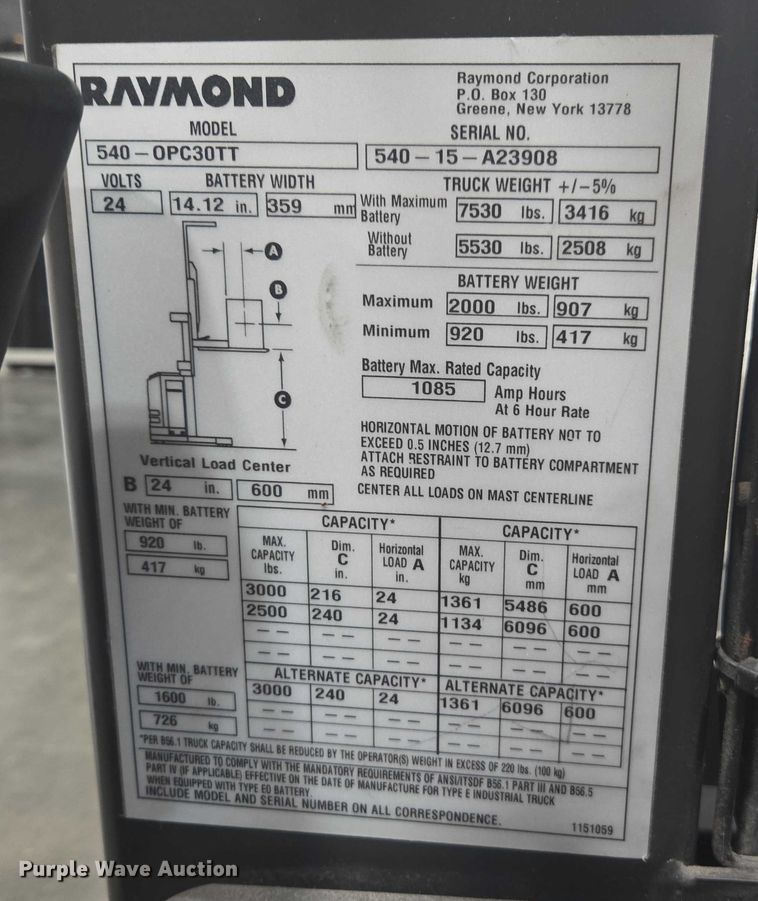 RAYMOND
Raymond Corporation
P.O. Box 130
Greene, New York 13778
MODEL
540-OPC30TT
SERIAL NO.
540-15-A23908
VOLTS
24
BATTERY WIDTH
14.12 in. 359 mm
TRUCK WEIGHT +/-5%
With Maximum Battery 7530 lbs. 3416 kg
Without Battery 5530 lbs. 2508 kg
A
B
C
BATTERY WEIGHT
Maximum 2000 lbs. 907 kg
Minimum 920 lbs. 417 kg
Battery Max. Rated Capacity
1085 Amp Hours
At 6 Hour Rate
HORIZONTAL MOTION OF BATTERY NOT TO
EXCEED 0.5 INCHES (12.7 mm)
ATTACH RESTRAINT TO BATTERY COMPARTMENT
AS REQUIRED
CENTER ALL LOADS ON MAST CENTERLINE
Vertical Load Center
B 24 in. 600 mm
WITH MIN. BATTERY
WEIGHT OF
920 lb.
417 kg
CAPACITY* CAPACITY*
MAX. CAPACITY lbs. Dim. C in. Horizontal LOAD A in. MAX. CAPACITY kg Dim. C mm Horizontal LOAD A mm
3000 216 24 1361 5486 600
2500 240 24 1134 6096 600
-- -- -- -- -- --
-- -- -- -- -- --
WITH MIN. BATTERY
WEIGHT OF
1600 lb.
726 kg
ALTERNATE CAPACITY* ALTERNATE CAPACITY*
3000 240 24 1361 6096 600
-- -- -- -- -- --
-- -- -- -- -- --
*PER B56.1 TRUCK CAPACITY SHALL BE REDUCED BY THE OPERATOR(S) WEIGHT IN EXCESS OF 220 lbs. (100 kg)
MANUFACTURED TO COMPLY WITH THE MANDATORY REQUIREMENTS OF ANSI/ITSDF B56.1 PART III AND B56.5
PART IV (IF APPLICABLE) EFFECTIVE ON THE DATE OF MANUFACTURE FOR TYPE E INDUSTRIAL TRUCK
WHEN EQUIPPED WITH TYPE EO BATTERY.
INCLUDE MODEL AND SERIAL NUMBER ON ALL CORRESPONDENCE.
1151059
Purple Wave Auction